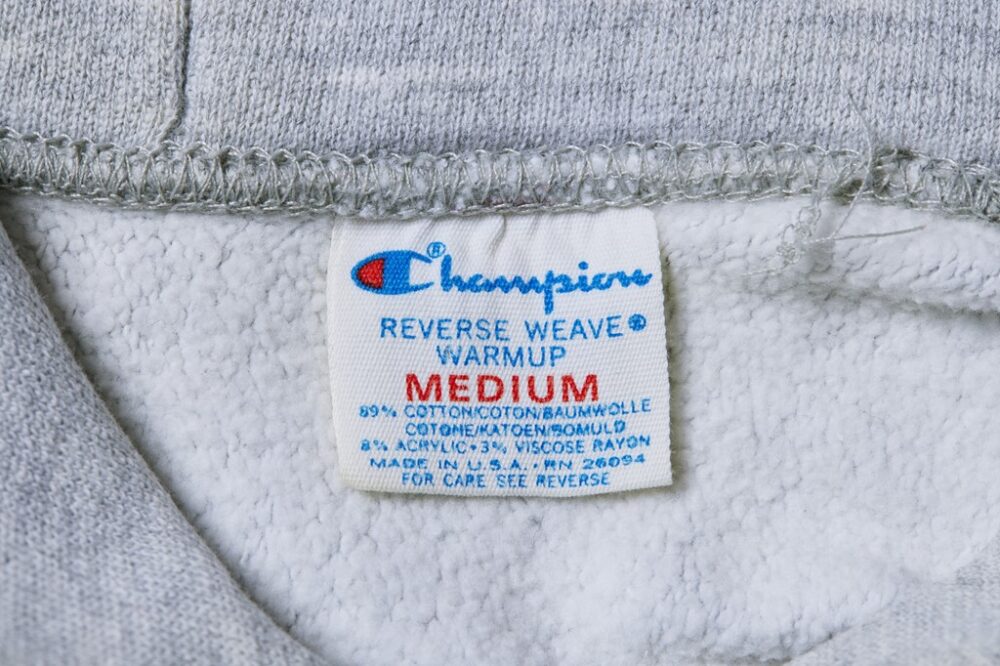 Champion®
REVERSE WEAVE®
WARMUP
MEDIUM
89% COTTON/COTON/BAUMWOLLE
COTONE/KATOEN/BOMULD
8% ACRYLIC • 3% VISCOSE RAYON
MADE IN U.S.A. • RN 26094
FOR CARE SEE REVERSE